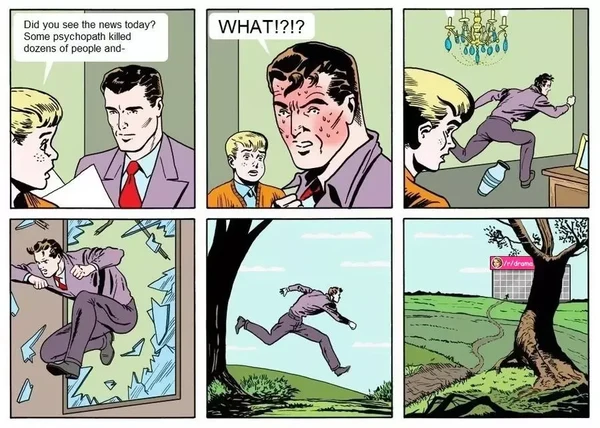 Did you see the news today?
Some psychopath killed
dozens of people and-
WHAT!?!?
/r/drama